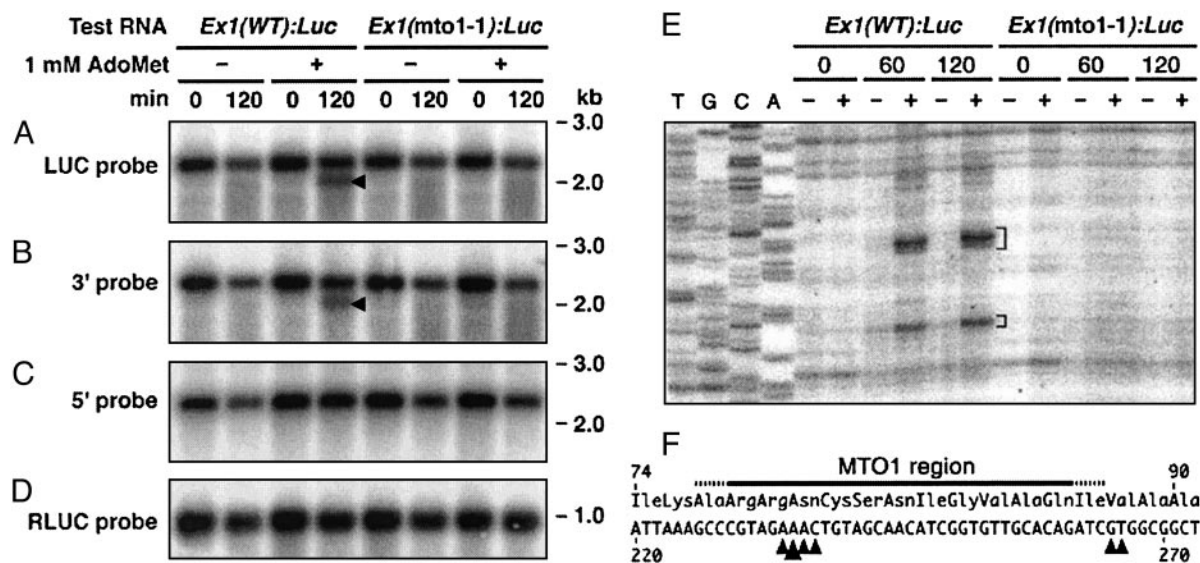 Test RNA Ex1(WT):Luc Ex1(mto1-1):Luc
1 mM AdoMet – + – +
min 0 120 0 120 0 120 0 120 kb
A
LUC probe
- 3.0
- 2.0
B
3' probe
- 3.0
- 2.0
C
5' probe
- 3.0
- 2.0
D
RLUC probe
- 1.0
E
Ex1(WT):Luc Ex1(mto1-1):Luc
0 60 120 0 60 120
T G C A – + – + – + – + – + – +
F
MTO1 region
74 90
IleLysAlaArgArgAsnCysSerAsnIleGlyValAlaGlnIleValAlaAla
ATTAAAGCCCGTAGAAACTGTAGCAACATCGGTGTTGCACAGATCGTGGCGGCT
220 270